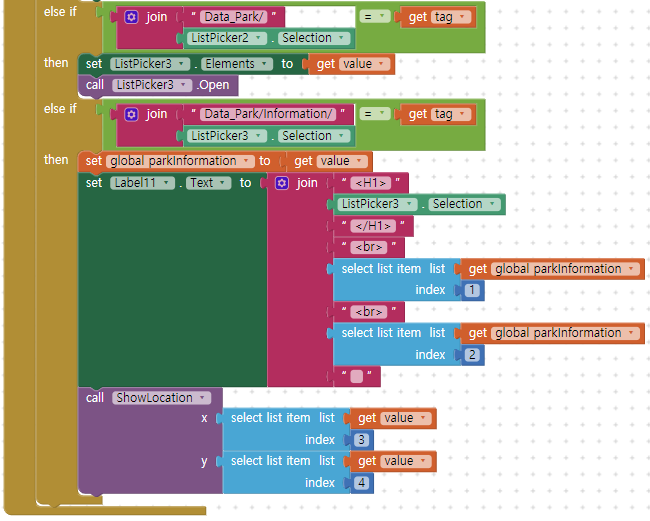 else if join " Data_Park/ " = get tag
ListPicker2 . Selection
then set ListPicker3 . Elements to get value
call ListPicker3 .Open
else if join " Data_Park/Information/ " = get tag
ListPicker3 . Selection
then set global parkInformation to get value
set Label11 . Text to join " <H1> "
ListPicker3 . Selection
" </H1> "
" <br> "
select list item list get global parkInformation
index 1
" <br> "
select list item list get global parkInformation
index 2
" "
call ShowLocation
x select list item list get value
index 3
y select list item list get value
index 4